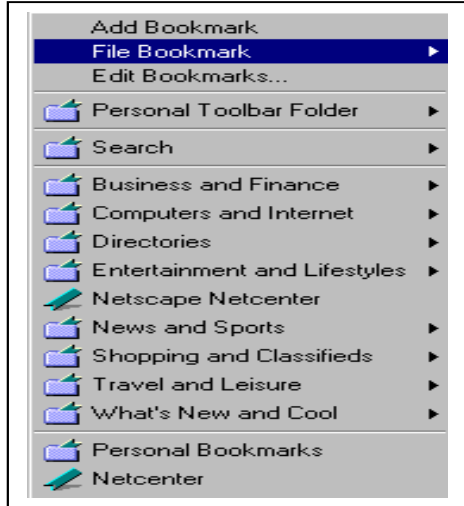 Add Bookmark
File Bookmark
Edit Bookmarks...
Personal Toolbar Folder
Search
Business and Finance
Computers and Internet
Directories
Entertainment and Lifestyles
Netscape Netcenter
News and Sports
Shopping and Classifieds
Travel and Leisure
What's New and Cool
Personal Bookmarks
Netcenter